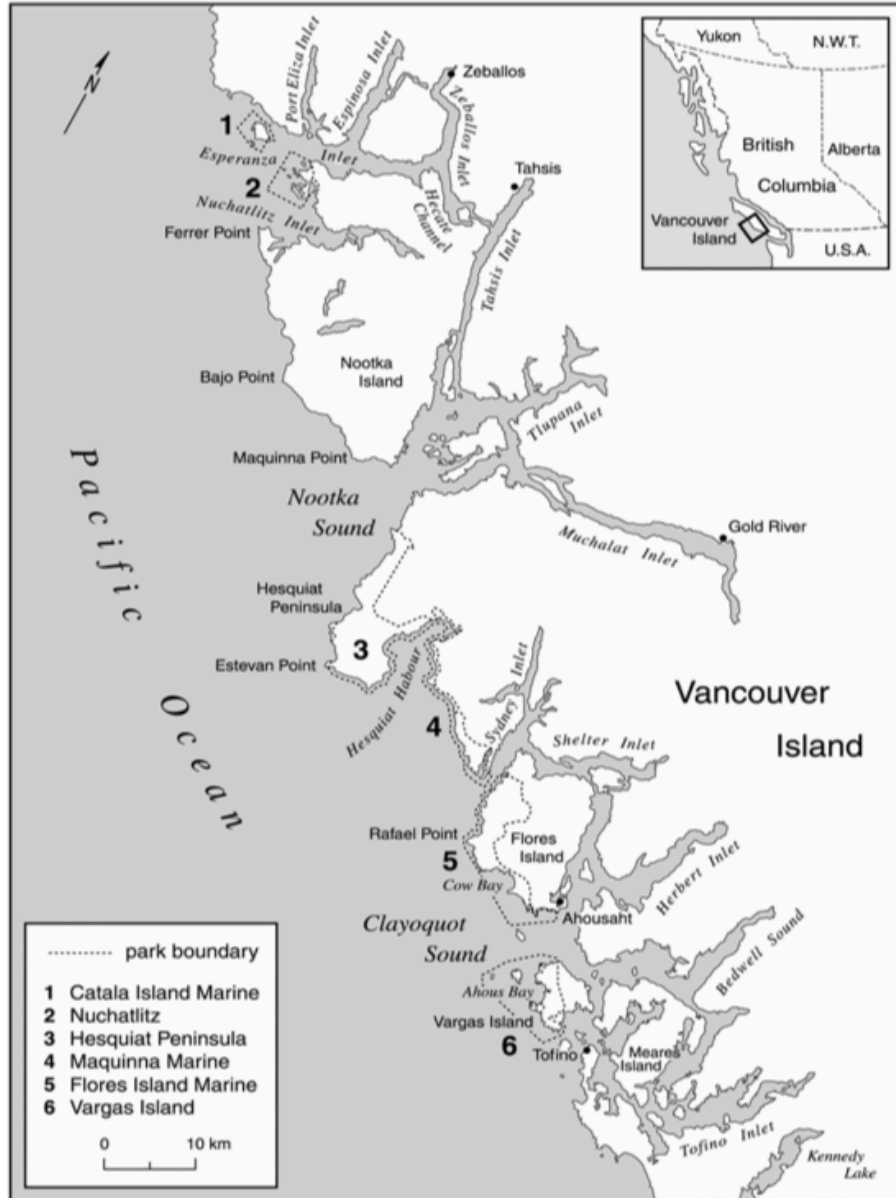 N
Port Eliza Inlet
Espinosa Inlet
Zeballos
Zeballos Inlet
1
Esperanza Inlet
2
Nuchatlitz Inlet
Hecate
Channel
Tahsis
Tahsis Inlet
Ferrer Point
Nootka
Island
Bajo Point
Maquinna Point
Tlupana
Inlet
Nootka
Sound
Muchalat Inlet
Gold River
Hesquiat
Peninsula
3
Estevan Point
Hesquiat Habour
4
Sydney Inlet
Shelter Inlet
Vancouver
Island
Pacific Ocean
Rafael Point
5
Flores
Island
Cow Bay
Herbert Inlet
Ahousaht
Clayoquot
Sound
Bedwell Sound
Ahous Bay
Vargas Island
6
Tofino
Meares
Island
Tofino Inlet
Kennedy
Lake
Yukon
N.W.T.
British
Columbia
Alberta
Vancouver
Island
U.S.A.
park boundary
1 Catala Island Marine
2 Nuchatlitz
3 Hesquiat Peninsula
4 Maquinna Marine
5 Flores Island Marine
6 Vargas Island
0 10 km